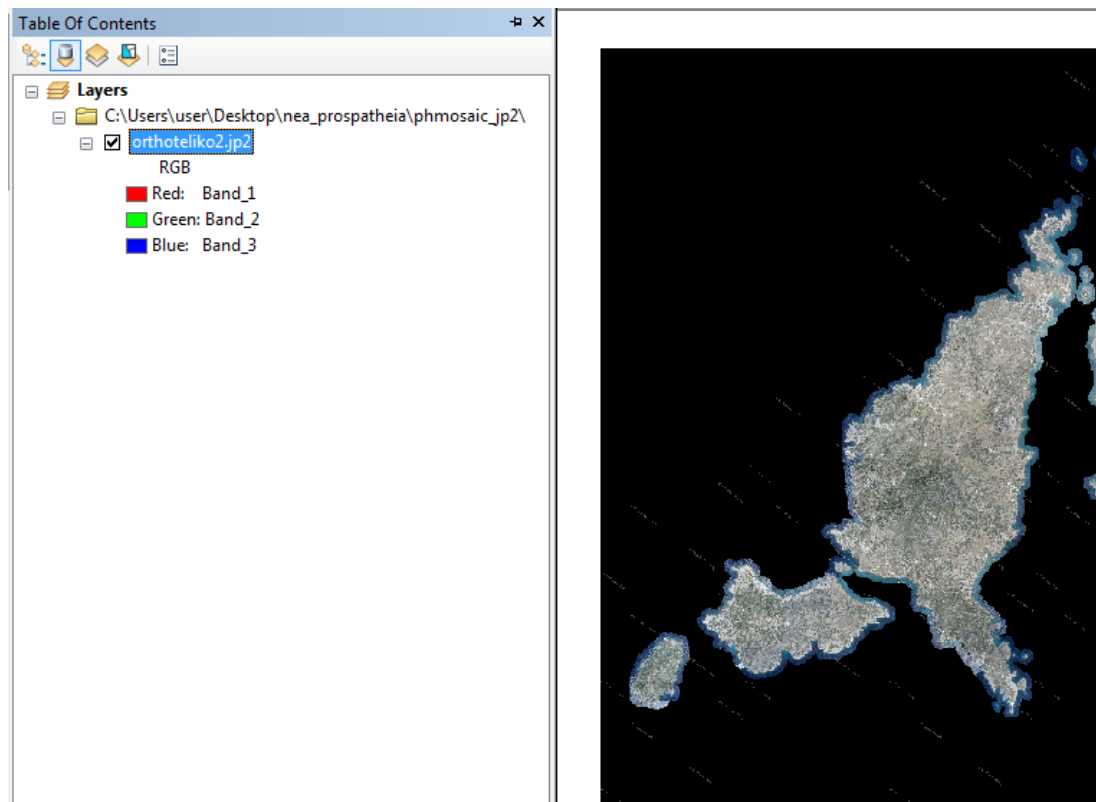 Table Of Contents
Layers
C:\Users\user\Desktop\nea_prospatheia\phmosaic_jp2\
orthoteliko2.jp2
RGB
Red: Band_1
Green: Band_2
Blue: Band_3